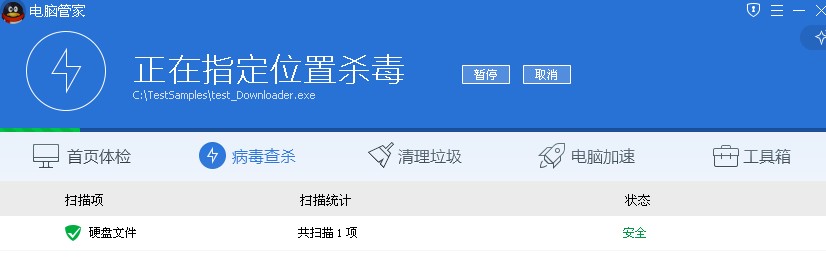 电脑管家
正在指定位置杀毒
暂停 取消
C:\TestSamples\test_Downloader.exe
首页体检 病毒查杀 清理垃圾 电脑加速 工具箱
扫描项 扫描统计 状态
硬盘文件 共扫描 1 项 安全